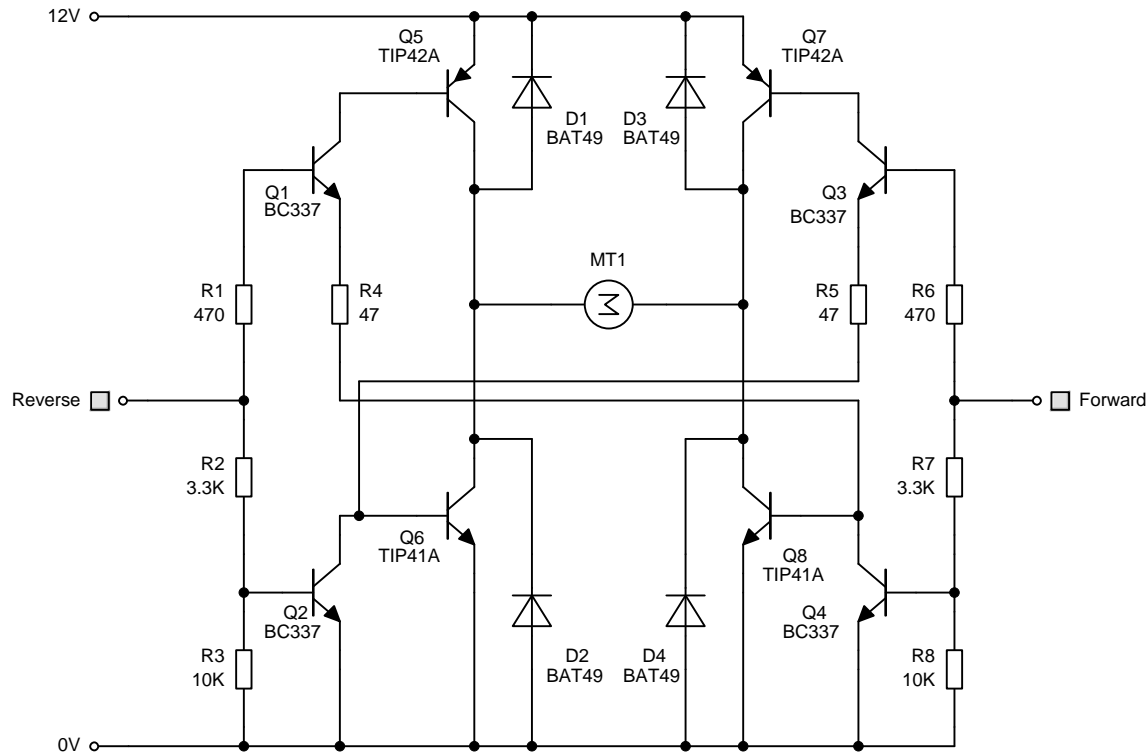 12V
Q5
TIP42A
Q7
TIP42A
D1
BAT49
D3
BAT49
Q1
BC337
Q3
BC337
MT1
R1
470
R4
47
R5
47
R6
470
Reverse
Forward
R2
3.3K
R7
3.3K
Q6
TIP41A
Q8
TIP41A
Q2
BC337
Q4
BC337
R3
10K
D2
BAT49
D4
BAT49
R8
10K
0V